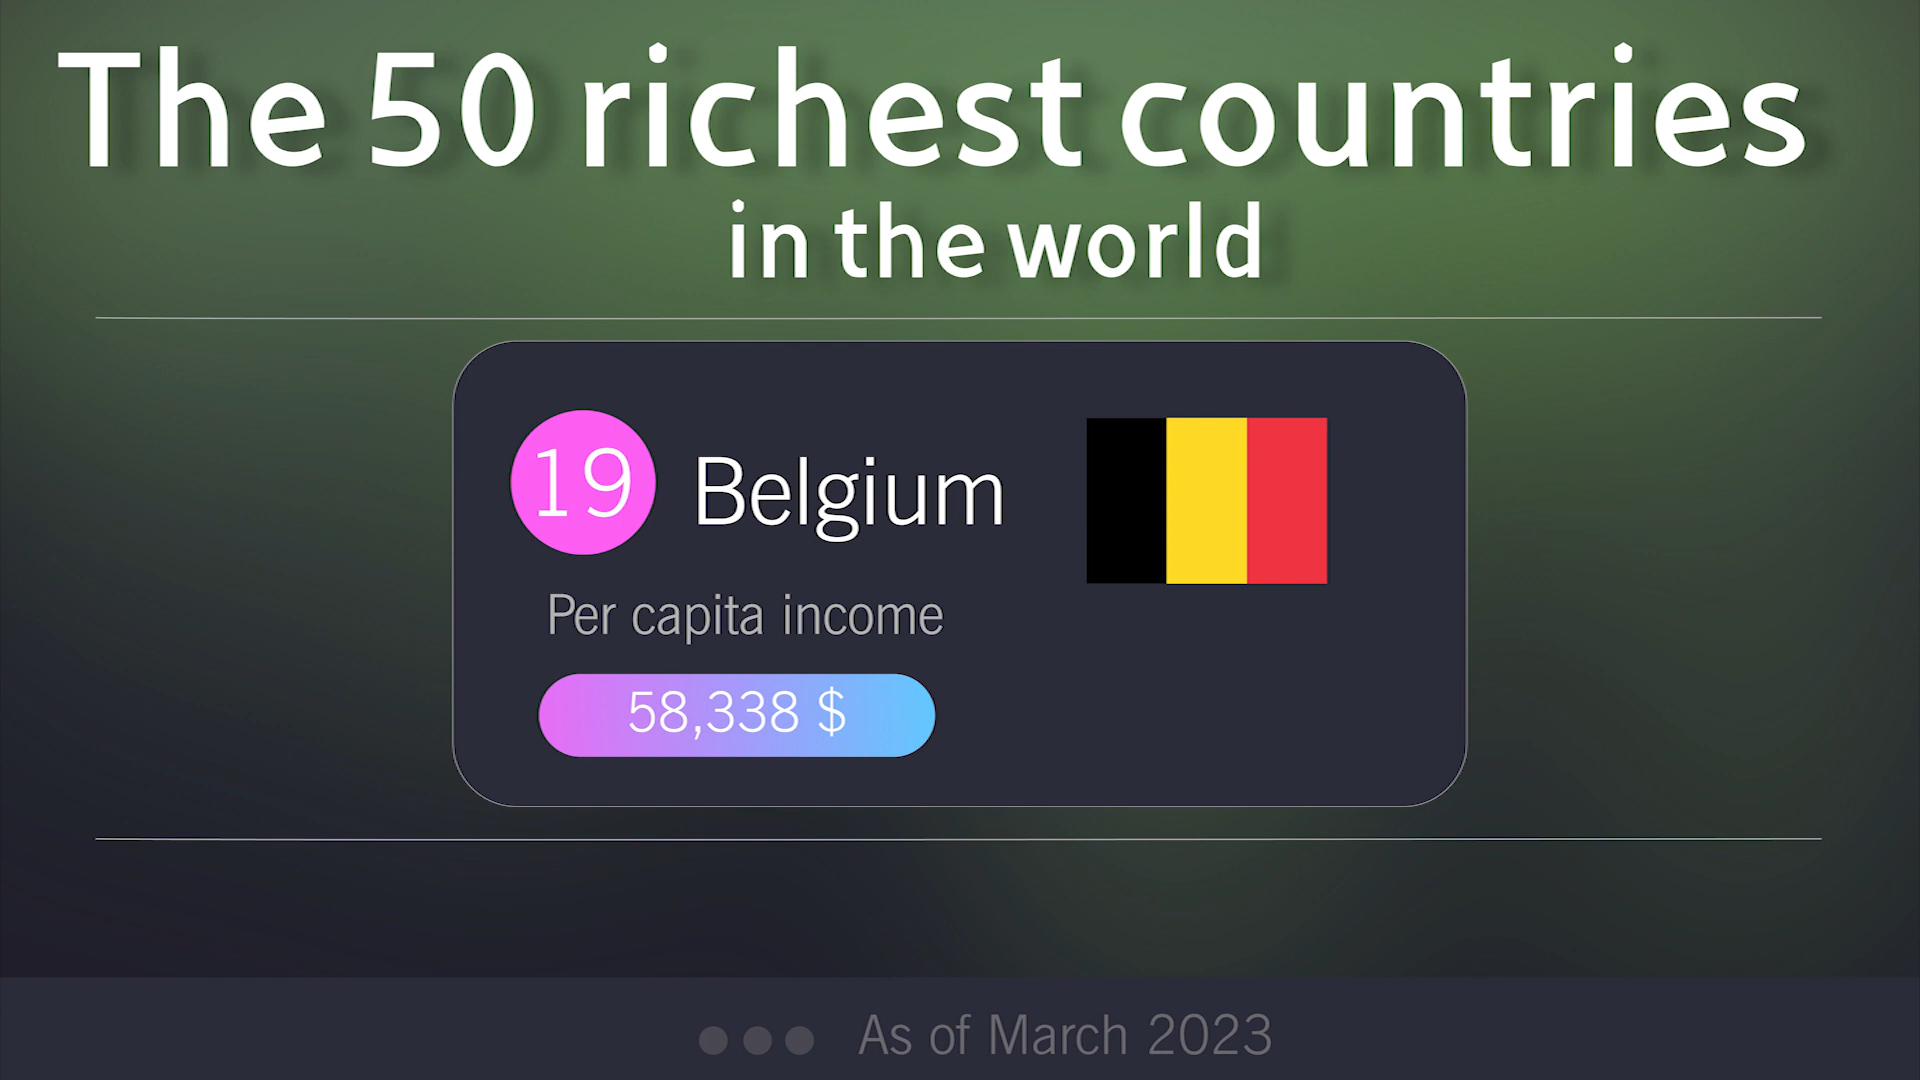 The 50 richest countries
in the world
19 Belgium
Per capita income
58,338 $
As of March 2023